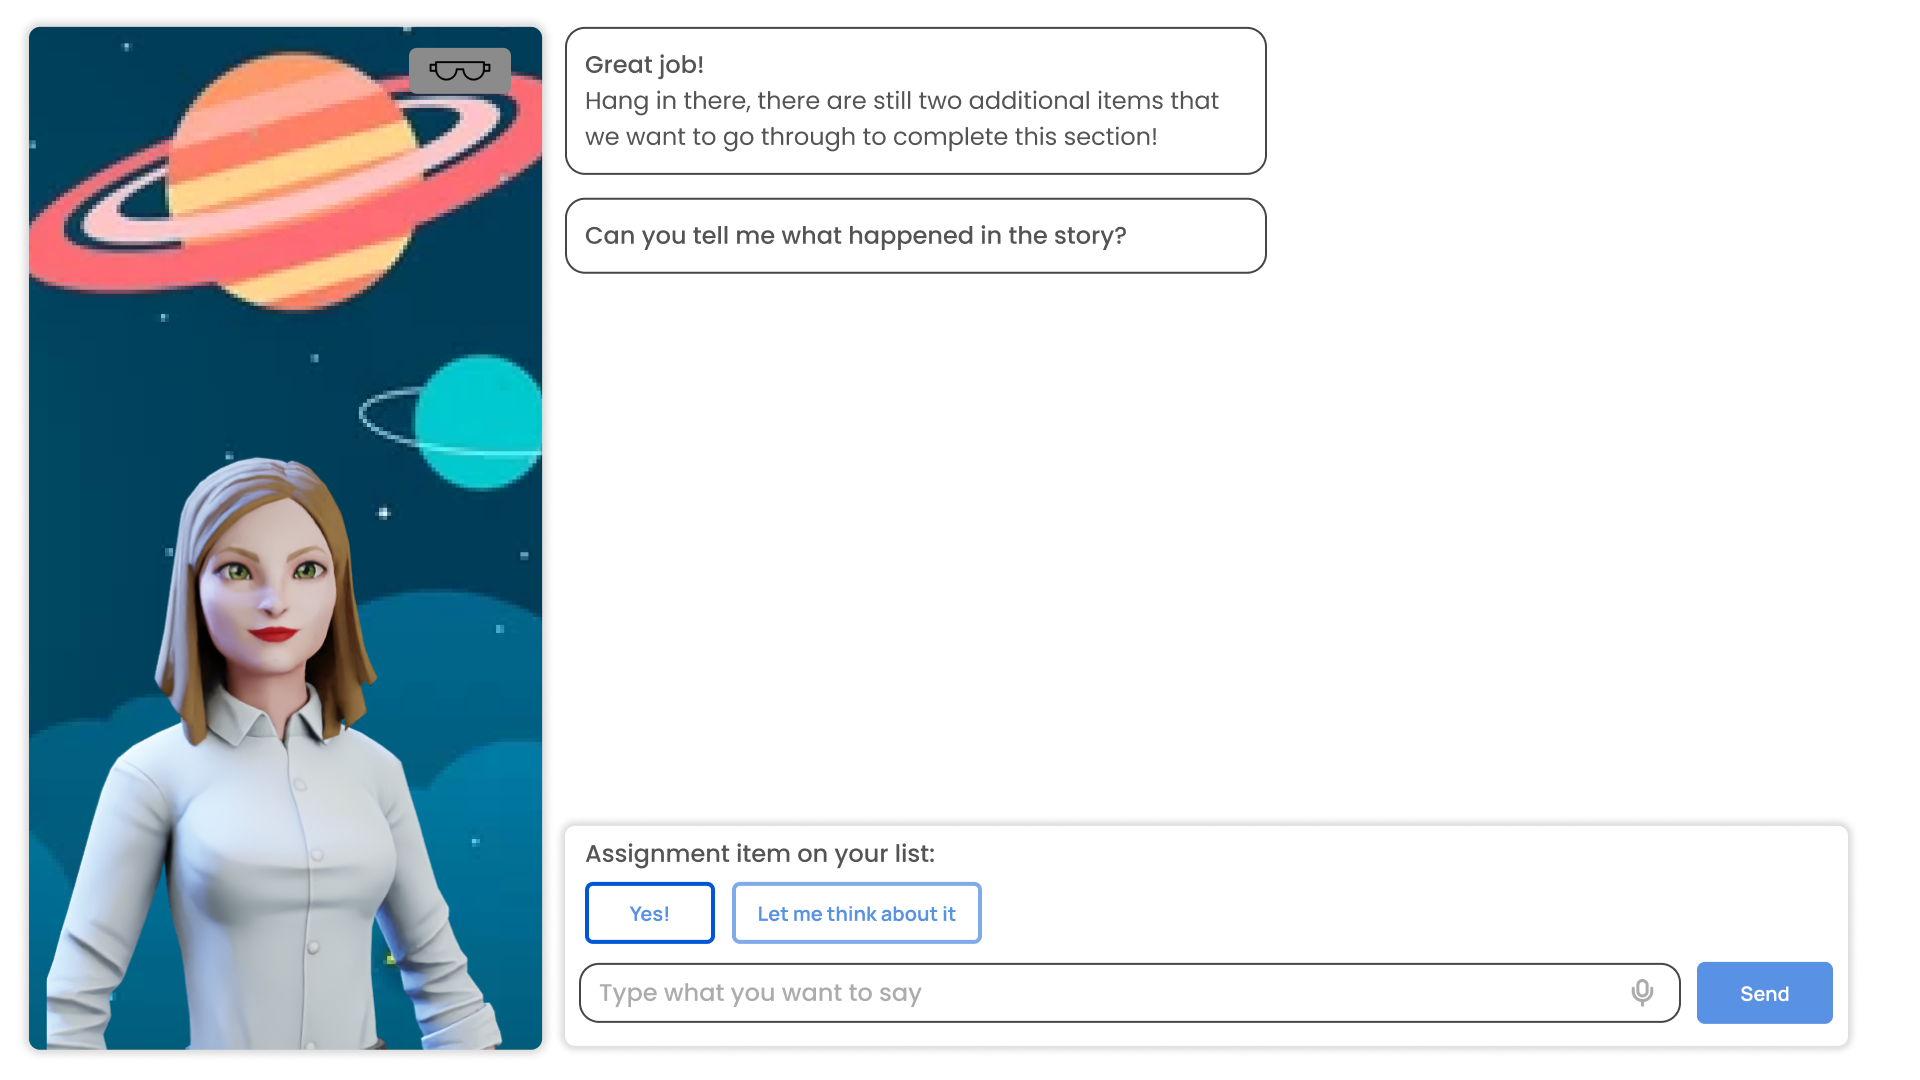 Great job!
Hang in there, there are still two additional items that
we want to go through to complete this section!
Can you tell me what happened in the story?
Assignment item on your list:
Yes!
Let me think about it
Type what you want to say
Send